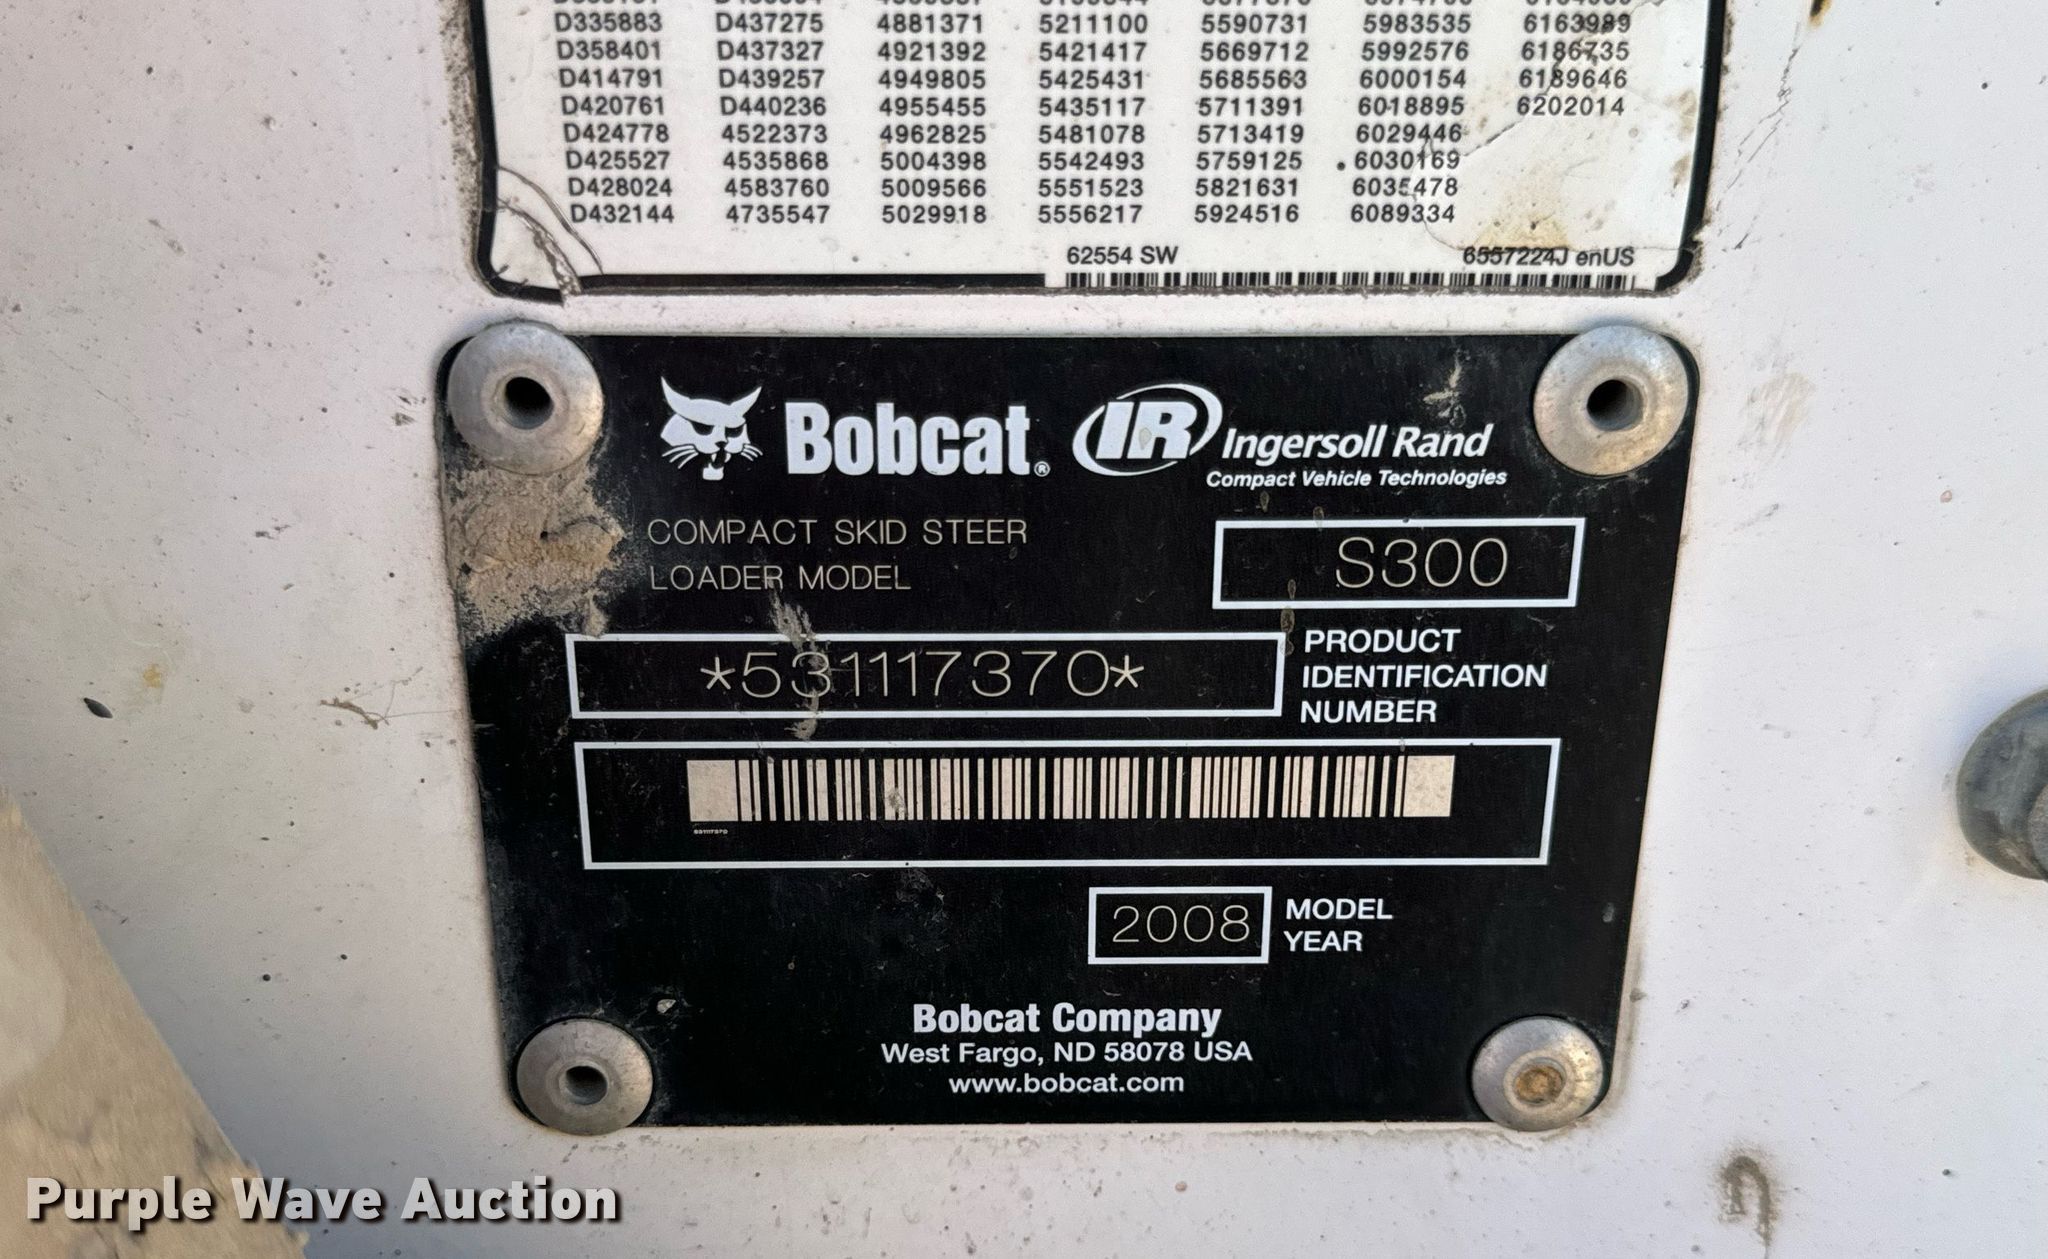 D335883 D437275 4881371 5211100 5590731 5983535 6163989
D358401 D437327 4921392 5421417 5669712 5992576 6186735
D414791 D439257 4949805 5425431 5685563 6000154 6189646
D420761 D440236 4955455 5435117 5711391 6018895 6202014
D424778 4522373 4962825 5481078 5713419 6029446
D425527 4535868 5004398 5542493 5759125 6030169
D428024 4583760 5009566 5551523 5821631 6035478
D432144 4735547 5029918 5556217 5924516 6089334
62554 SW 6557224J enUS
Bobcat® IR Ingersoll Rand
Compact Vehicle Technologies
COMPACT SKID STEER
LOADER MODEL
S300
*531117370*
PRODUCT
IDENTIFICATION
NUMBER
531117370
2008
MODEL
YEAR
Bobcat Company
West Fargo, ND 58078 USA
www.bobcat.com
Purple Wave Auction